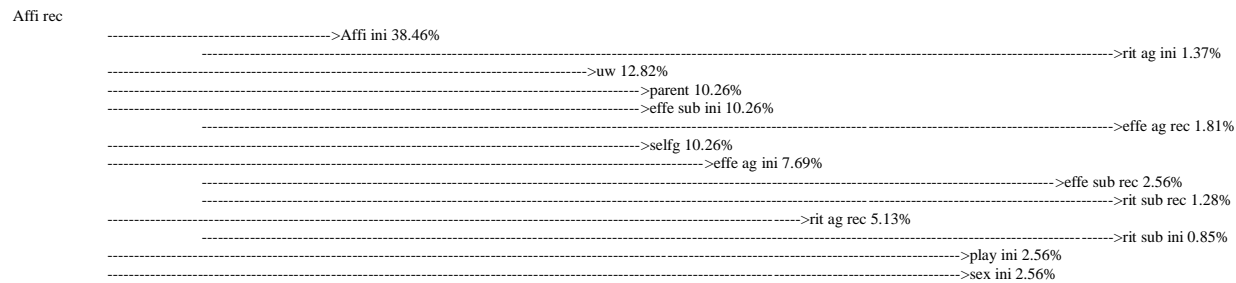 Affi rec
------------------------------------------>Affi ini 38.46%
------------------------------------------>rit ag ini 1.37%
------------------------------------------>uw 12.82%
------------------------------------------>parent 10.26%
------------------------------------------>effe sub ini 10.26%
------------------------------------------>effe ag rec 1.81%
------------------------------------------>selfg 10.26%
------------------------------------------>effe ag ini 7.69%
------------------------------------------>effe sub rec 2.56%
------------------------------------------>rit sub rec 1.28%
------------------------------------------>rit ag rec 5.13%
------------------------------------------>rit sub ini 0.85%
------------------------------------------>play ini 2.56%
------------------------------------------>sex ini 2.56%